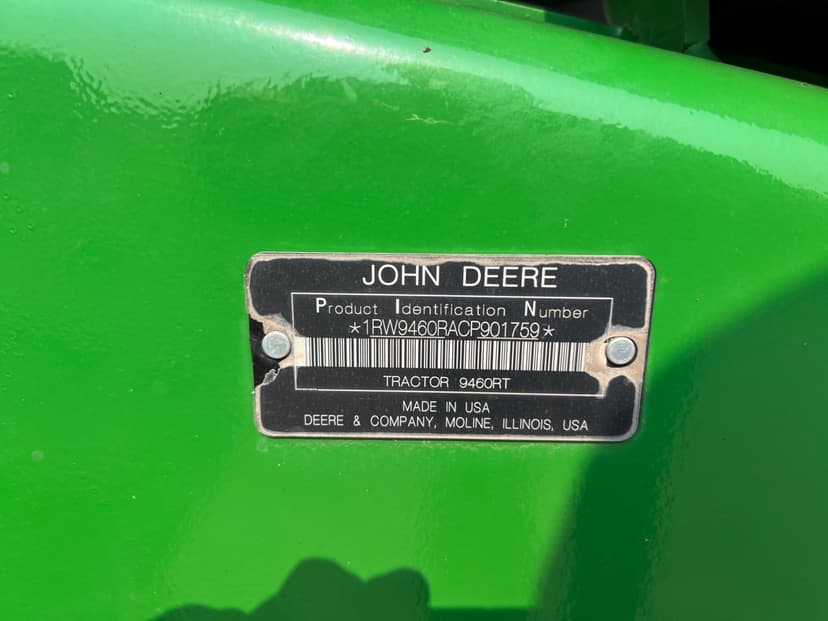 JOHN DEERE
Product Identification Number
*1RW9460RACP901759*
TRACTOR 9460RT
MADE IN USA
DEERE & COMPANY, MOLINE, ILLINOIS, USA